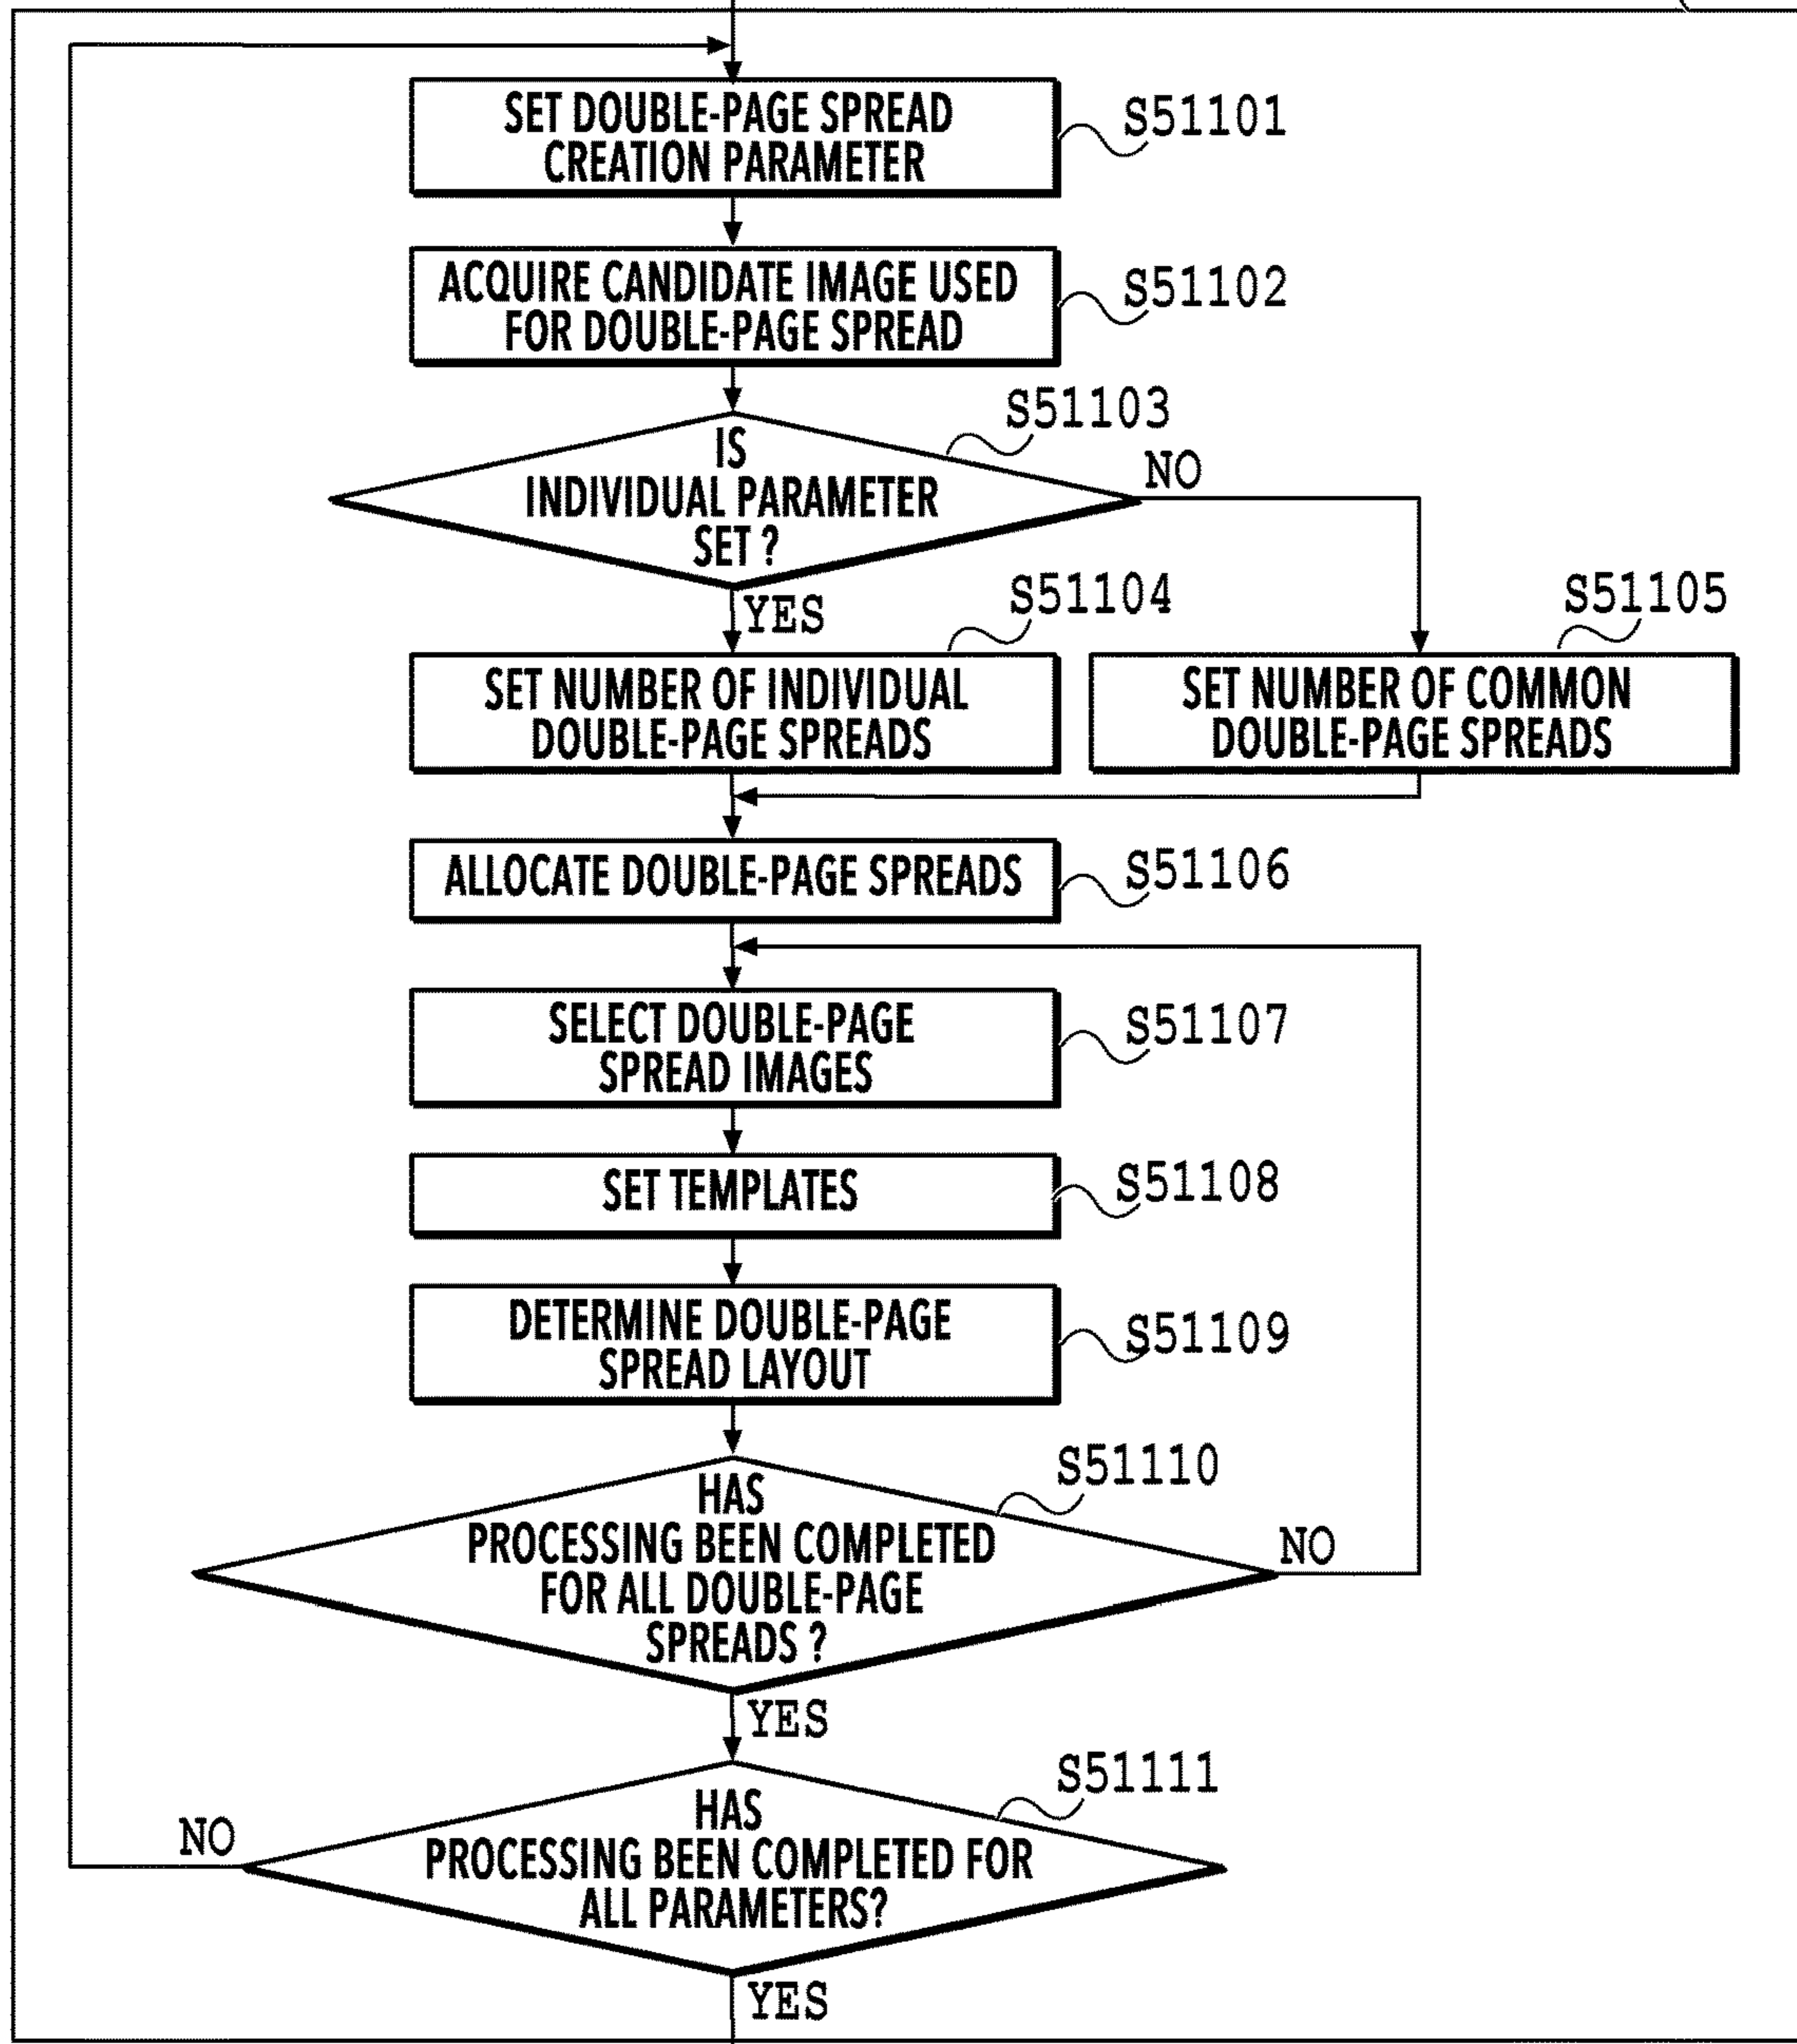 SET DOUBLE-PAGE SPREAD
CREATION PARAMETER
S51101
ACQUIRE CANDIDATE IMAGE USED
FOR DOUBLE-PAGE SPREAD
S51102
S51103
IS
INDIVIDUAL PARAMETER
SET ?
NO
YES
S51104
S51105
SET NUMBER OF INDIVIDUAL
DOUBLE-PAGE SPREADS
SET NUMBER OF COMMON
DOUBLE-PAGE SPREADS
ALLOCATE DOUBLE-PAGE SPREADS
S51106
SELECT DOUBLE-PAGE
SPREAD IMAGES
S51107
SET TEMPLATES
S51108
DETERMINE DOUBLE-PAGE
SPREAD LAYOUT
S51109
S51110
HAS
PROCESSING BEEN COMPLETED
FOR ALL DOUBLE-PAGE
SPREADS ?
NO
YES
S51111
HAS
PROCESSING BEEN COMPLETED FOR
ALL PARAMETERS?
NO
YES